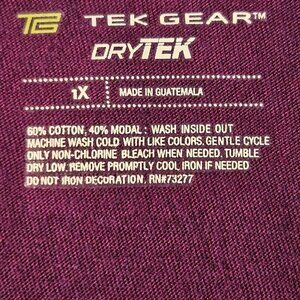 TEK GEAR™
DRYTEK
1X MADE IN GUATEMALA
60% COTTON, 40% MODAL: WASH INSIDE OUT
MACHINE WASH COLD WITH LIKE COLORS. GENTLE CYCLE
ONLY NON-CHLORINE BLEACH WHEN NEEDED. TUMBLE
DRY LOW. REMOVE PROMPTLY COOL IRON IF NEEDED
DO NOT IRON DECORATION. RN#73277